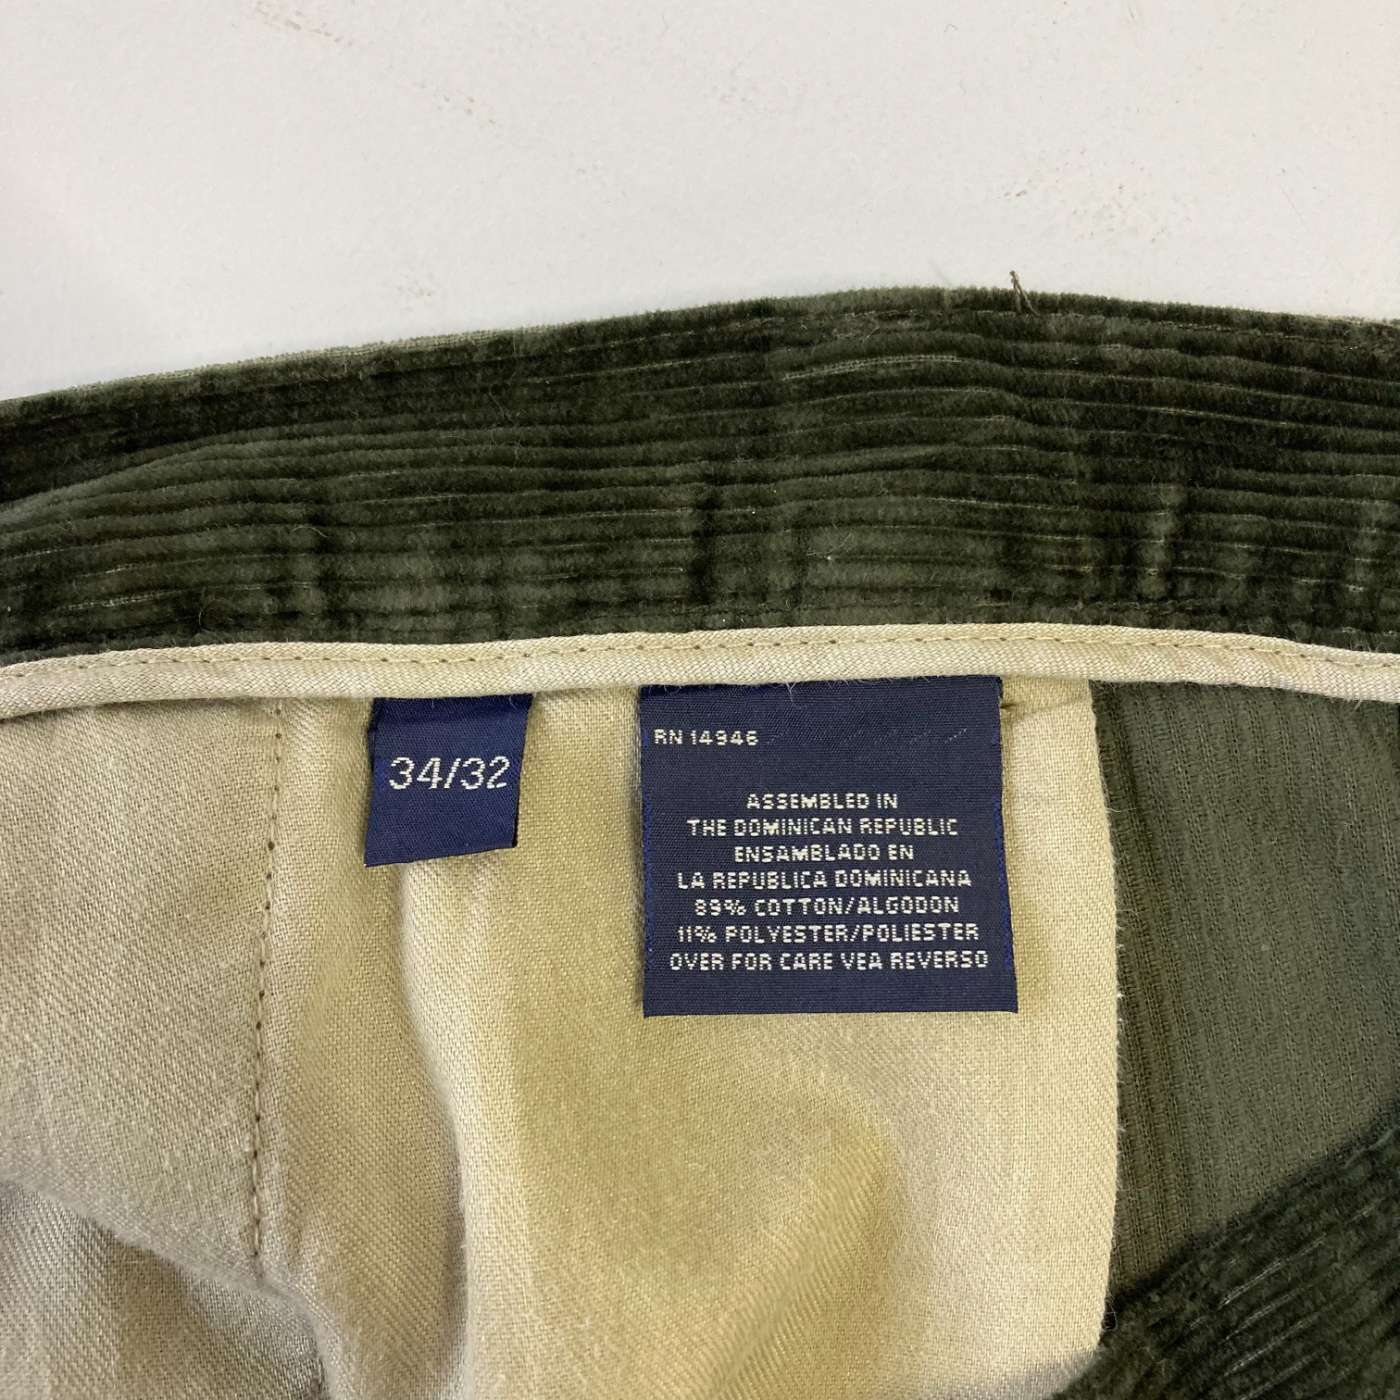 34/32
RN 14946
ASSEMBLED IN
THE DOMINICAN REPUBLIC
ENSAMBLADO EN
LA REPUBLICA DOMINICANA
89% COTTON/ALGODON
11% POLYESTER/POLIESTER
OVER FOR CARE VEA REVERSO